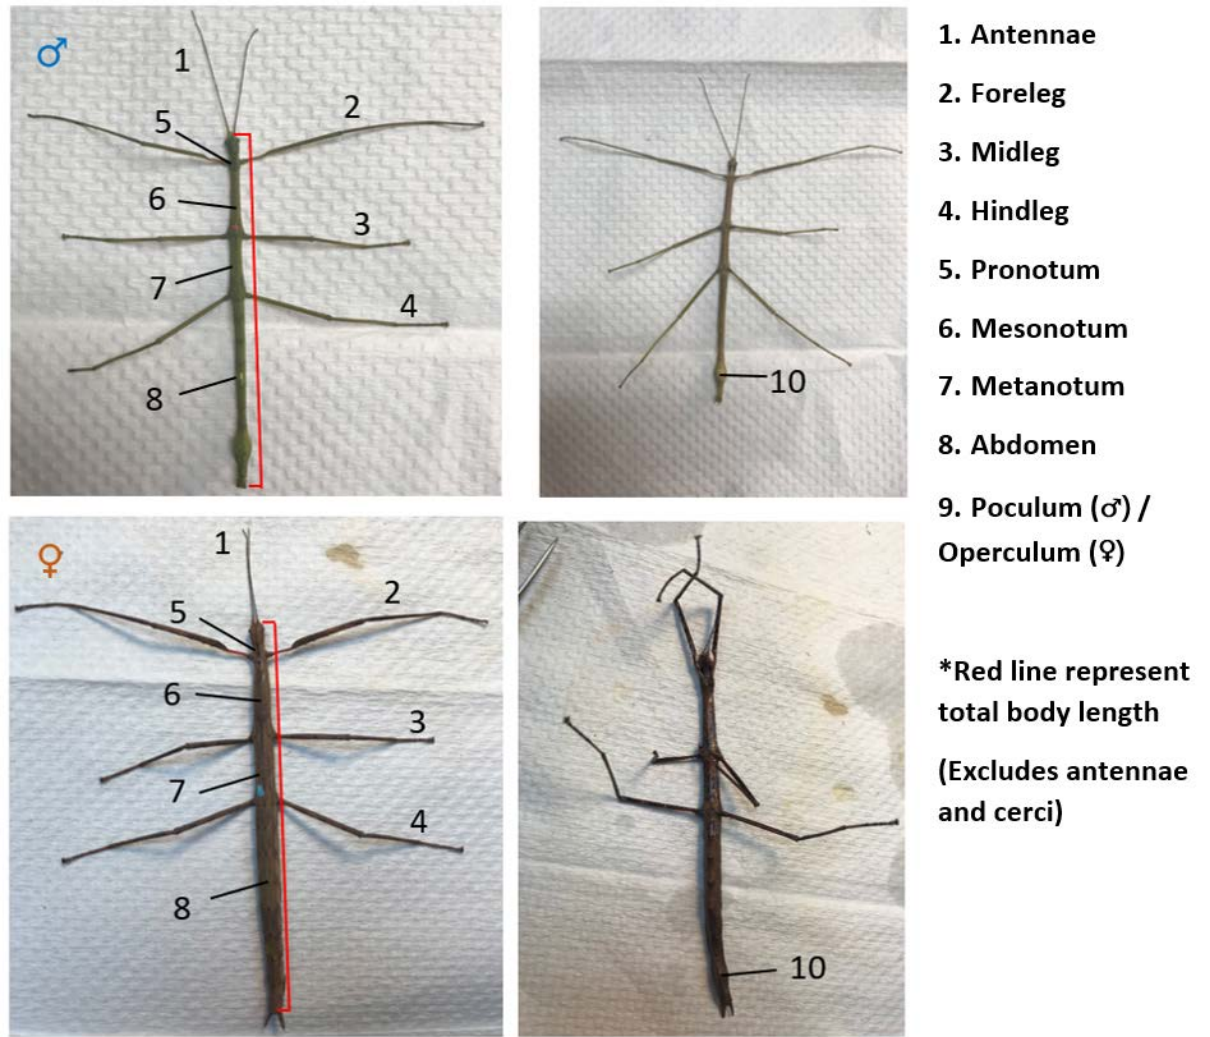 ♂
1
2
5
6
3
7
4
8
10
♀
1
2
5
6
3
7
4
8
10
1. Antennae
2. Foreleg
3. Midleg
4. Hindleg
5. Pronotum
6. Mesonotum
7. Metanotum
8. Abdomen
9. Poculum (♂) /
Operculum (♀)
*Red line represent
total body length
(Excludes antennae
and cerci)